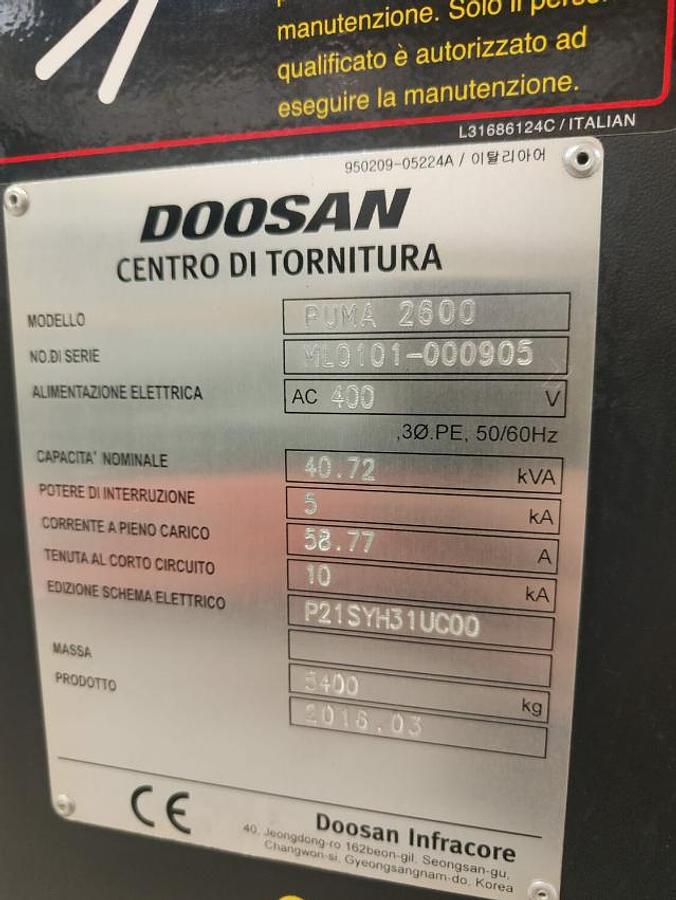 manutenzione. Solo il
qualificato è autorizzato ad
eseguire la manutenzione.
L31686124C / ITALIAN
950209-05224A / 이탈리아어
DOOSAN
CENTRO DI TORNITURA
MODELLO PUMA 2600
NO.DI SERIE ML0101-000905
ALIMENTAZIONE ELETTRICA AC 400 V
,3Ø.PE, 50/60Hz
CAPACITA' NOMINALE 40.72 kVA
POTERE DI INTERRUZIONE 5 kA
CORRENTE A PIENO CARICO 58.77 A
TENUTA AL CORTO CIRCUITO 10 kA
EDIZIONE SCHEMA ELETTRICO P21SYH31UC00
MASSA 5400 kg
PRODOTTO 2016.03
CE
Doosan Infracore
40, Jeongdong-ro 162beon-gil, Seongsan-gu,
Changwon-si, Gyeongsangnam-do, Korea